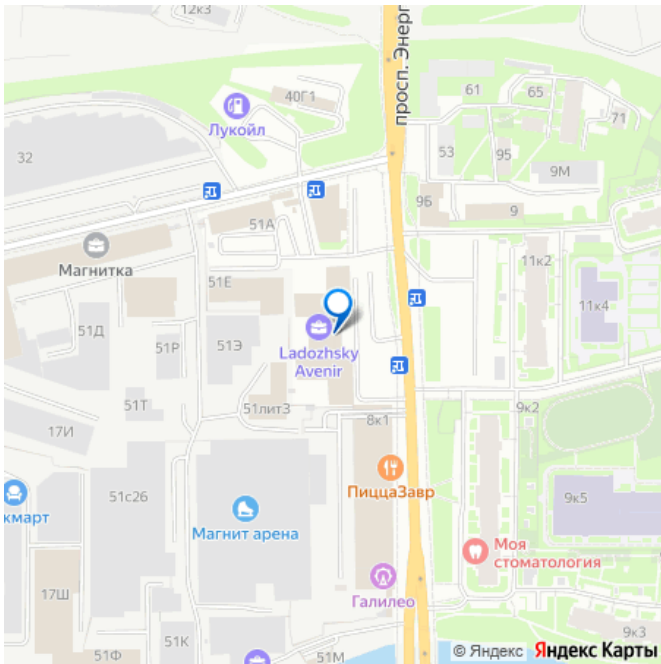 12к3
просп. Энерг
40Г1
Лукойл
61
65
71
53
95
32
9М
9Б
9
51А
Магнитка
11к2
51Е
11к4
51Д
51Р
51Э
Ladozhsky
Avenir
51Т
51лит3
9к2
8к1
17И
ПиццаЗавр
кмарт
51с26
9к5
Магнит арена
Моя
стоматология
17Ш
Галилео
51К
9к3
51Ф
51М
© Яндекс Яндекс Карты